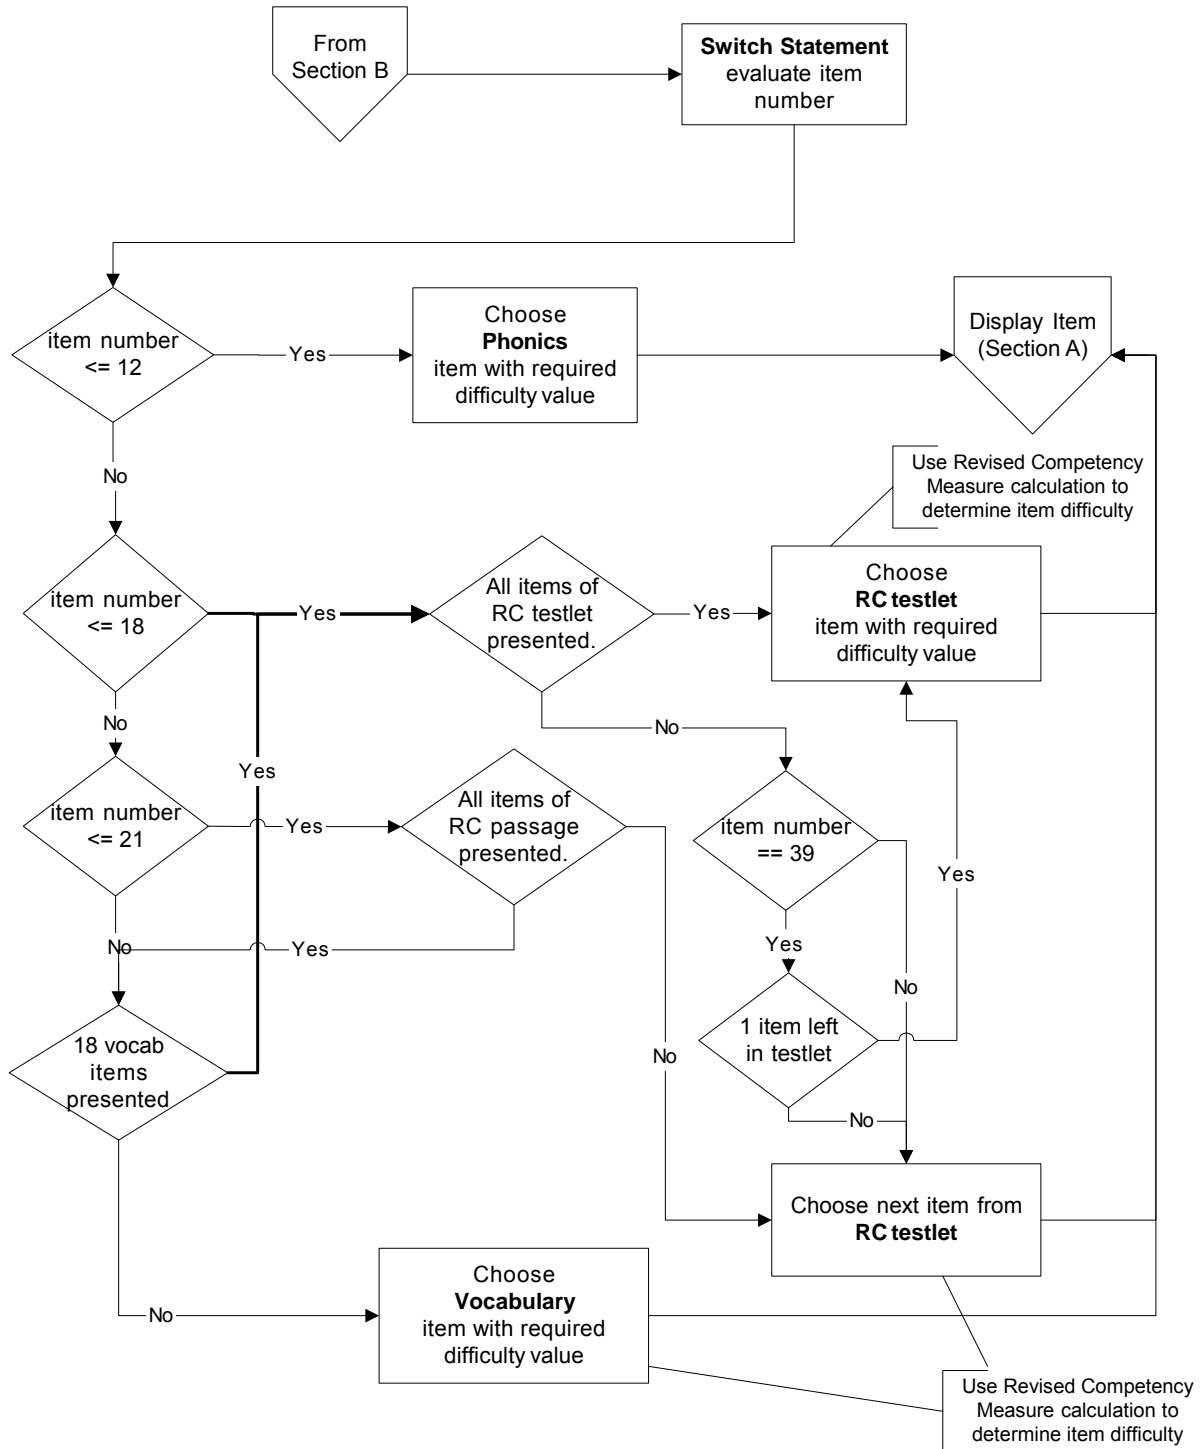 From
Section B
Switch Statement
evaluate item
number
item number
<= 12
Yes
Choose
Phonics
item with required
difficulty value
Display Item
(Section A)
No
Use Revised Competency
Measure calculation to
determine item difficulty
item number
<= 18
Yes
All items of
RC testlet
presented.
Yes
Choose
RC testlet
item with required
difficulty value
No
No
Yes
item number
<= 21
Yes
All items of
RC passage
presented.
item number
== 39
Yes
No
Yes
Yes
No
18 vocab
items
presented
1 item left
in testlet
No
No
Choose next item from
RC testlet
No
Choose
Vocabulary
item with required
difficulty value
Use Revised Competency
Measure calculation to
determine item difficulty